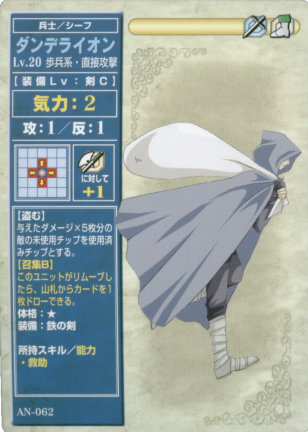 兵士／シーフ
ダンデライオン
Lv.20 歩兵系・直接攻撃
【装備Lv：剣C】
気力：2
攻：1／反：1
に対して
+1
【盗む】
与えたダメージ×5枚分の
敵の未使用チップを使用済
みチップとする。
【召集B】
このユニットがリムーブし
たら、山札からカードを1
枚ドローできる。
体格：★
装備：鉄の剣
所持スキル／能力
・救助
AN-062